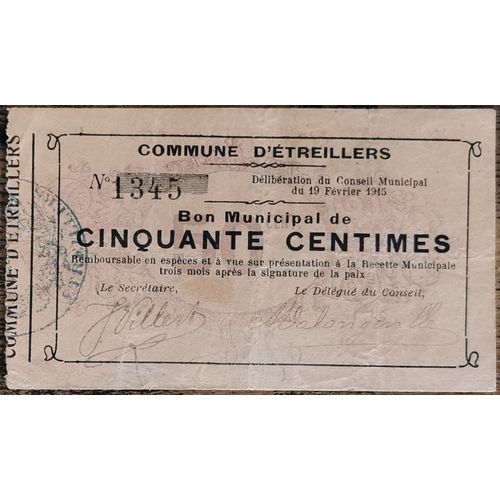 COMMUNE D'ÉTREILLERS
COMMUNE D'ÉTREILLERS
No 1345
Délibération du Conseil Municipal
du 19 Février 1915
Bon Municipal de
CINQUANTE CENTIMES
Remboursable en espèces et à vue sur présentation à la Recette Municipale
trois mois après la signature de la paix
Le Secrétaire,
Le Délégué du Conseil,